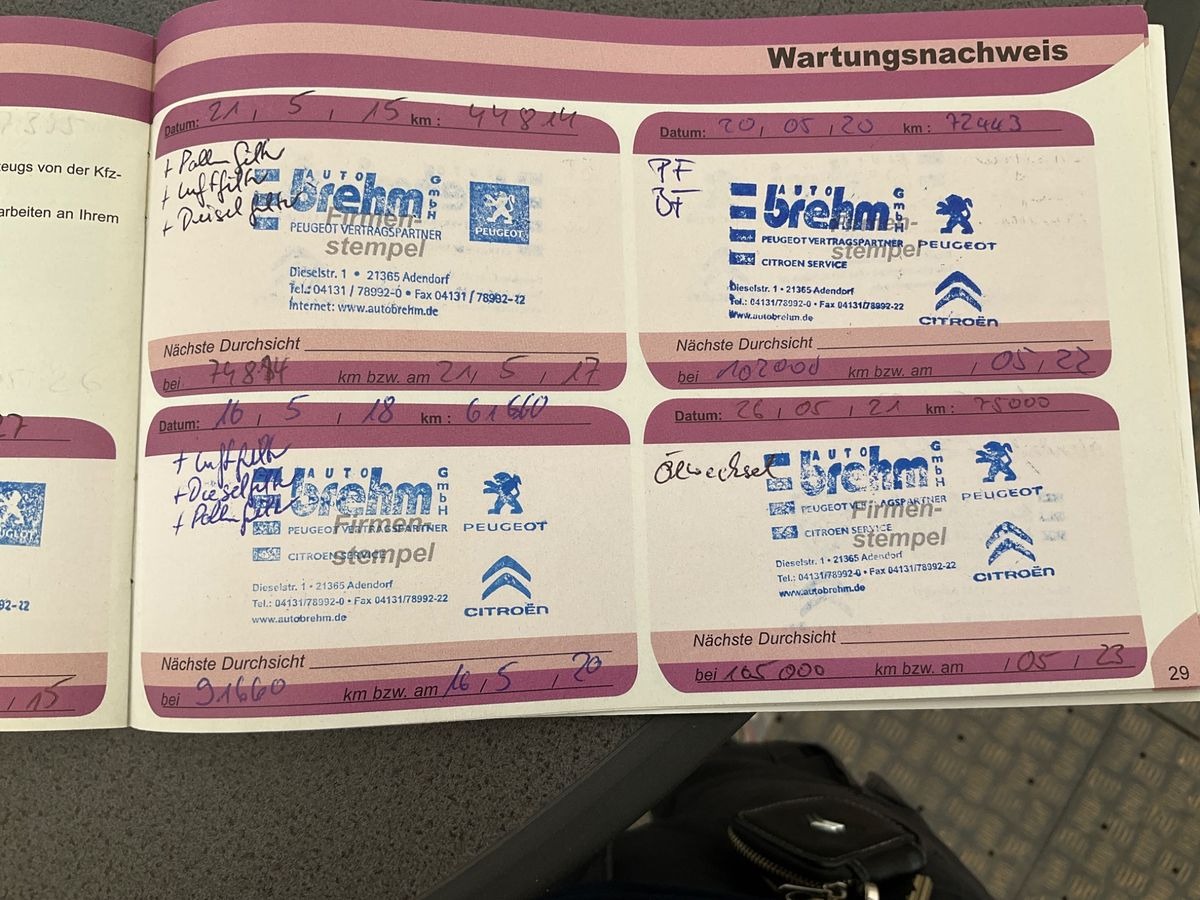 Wartungsnachweis
zeugs von der Kfz-
arbeiten an Ihrem
27
92-22
, 15
Datum: 21 , 5 , 15 km : 44814
+ Pollenfilter
+ Luftfilter
+ Dieselfilter
AUTO
brehm GmbH
PEUGEOT VERTRAGSPARTNER
PEUGEOT
Firmen-
stempel
Dieselstr. 1 • 21365 Adendorf
Tel.: 04131 / 78992-0 • Fax 04131 / 78992-22
Internet: www.autobrehm.de
Nächste Durchsicht
bei 74814 km bzw. am 21 , 5 , 17
Datum: 16 , 5 , 18 km : 61660
+ Luftfilter
+ Dieselfilter
+ Pollenfilter
AUTO
brehm GmbH
PEUGEOT VERTRAGSPARTNER
CITROEN SERVICE
PEUGEOT
CITROËN
Firmen-
stempel
Dieselstr. 1 • 21365 Adendorf
Tel.: 04131/78992-0 • Fax 04131/78992-22
www.autobrehm.de
Nächste Durchsicht
bei 91660 km bzw. am 16 , 5 , 20
Datum: 20 , 05 , 20 km : 72443
PF
AUTO
brehm GmbH
PEUGEOT VERTRAGSPARTNER
CITROEN SERVICE
PEUGEOT
CITROËN
Firmen-
stempel
Dieselstr. 1 • 21365 Adendorf
Tel.: 04131/78992-0 • Fax 04131/78992-22
www.autobrehm.de
Nächste Durchsicht
bei 102000 km bzw. am , 05 , 22
Datum: 26 , 05 , 21 km : 75000
Ölwechsel
AUTO
brehm GmbH
PEUGEOT VERTRAGSPARTNER
CITROEN SERVICE
PEUGEOT
CITROËN
Firmen-
stempel
Dieselstr. 1 • 21365 Adendorf
Tel.: 04131/78992-0 • Fax 04131/78992-22
www.autobrehm.de
Nächste Durchsicht
bei 105000 km bzw. am , 05 , 23
29